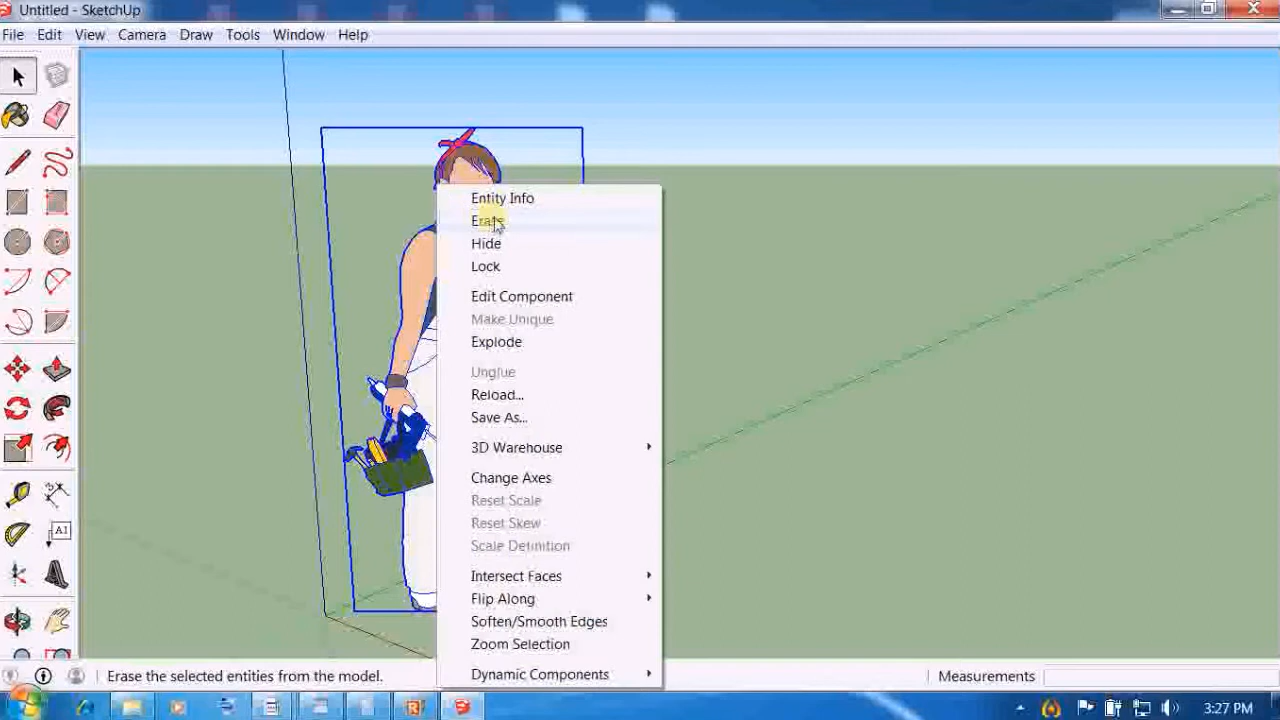 Untitled - SketchUp
File Edit View Camera Draw Tools Window Help
Entity Info
Erase
Hide
Lock
Edit Component
Make Unique
Explode
Unglue
Reload...
Save As...
3D Warehouse
Change Axes
Reset Scale
Reset Skew
Scale Definition
Intersect Faces
Flip Along
Soften/Smooth Edges
Zoom Selection
Dynamic Components
A1
Erase the selected entities from the model.
Measurements
3:27 PM